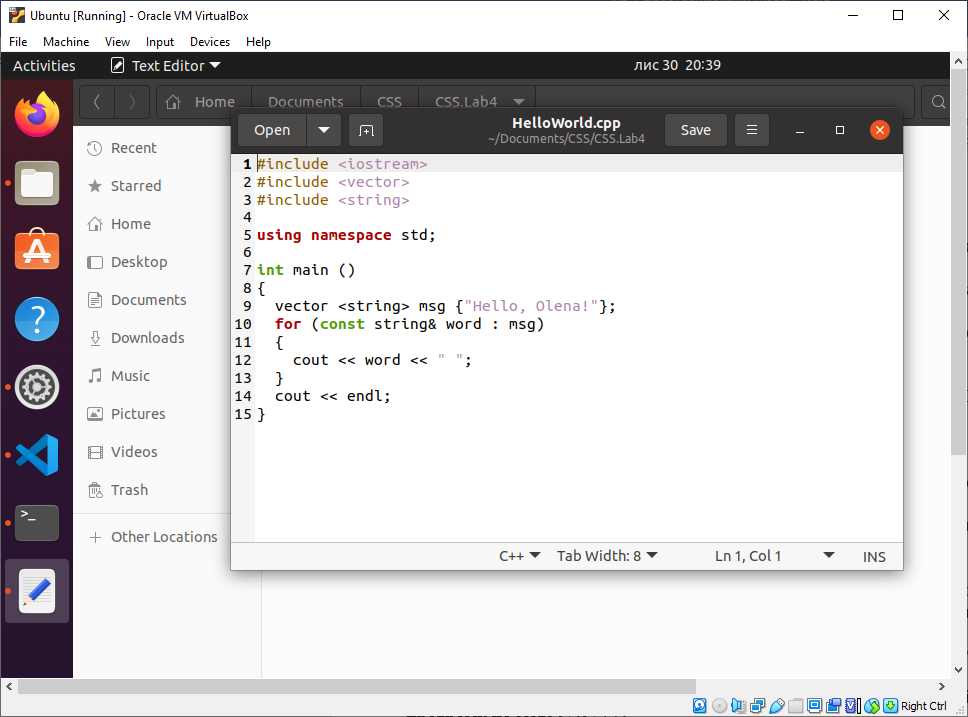 Ubuntu [Running] - Oracle VM VirtualBox
File Machine View Input Devices Help
Activities Text Editor лис 30 20:39
Home Documents CSS CSS.Lab4
Open HelloWorld.cpp Save
~/Documents/CSS/CSS.Lab4
Recent
Starred
Home
Desktop
Documents
Downloads
Music
Pictures
Videos
Trash
Other Locations
1 #include <iostream>
2 #include <vector>
3 #include <string>
4
5 using namespace std;
6
7 int main ()
8 {
9   vector <string> msg {"Hello, Olena!"};
10   for (const string& word : msg)
11   {
12     cout << word << " ";
13   }
14   cout << endl;
15 }
C++ Tab Width: 8 Ln 1, Col 1 INS
Right Ctrl